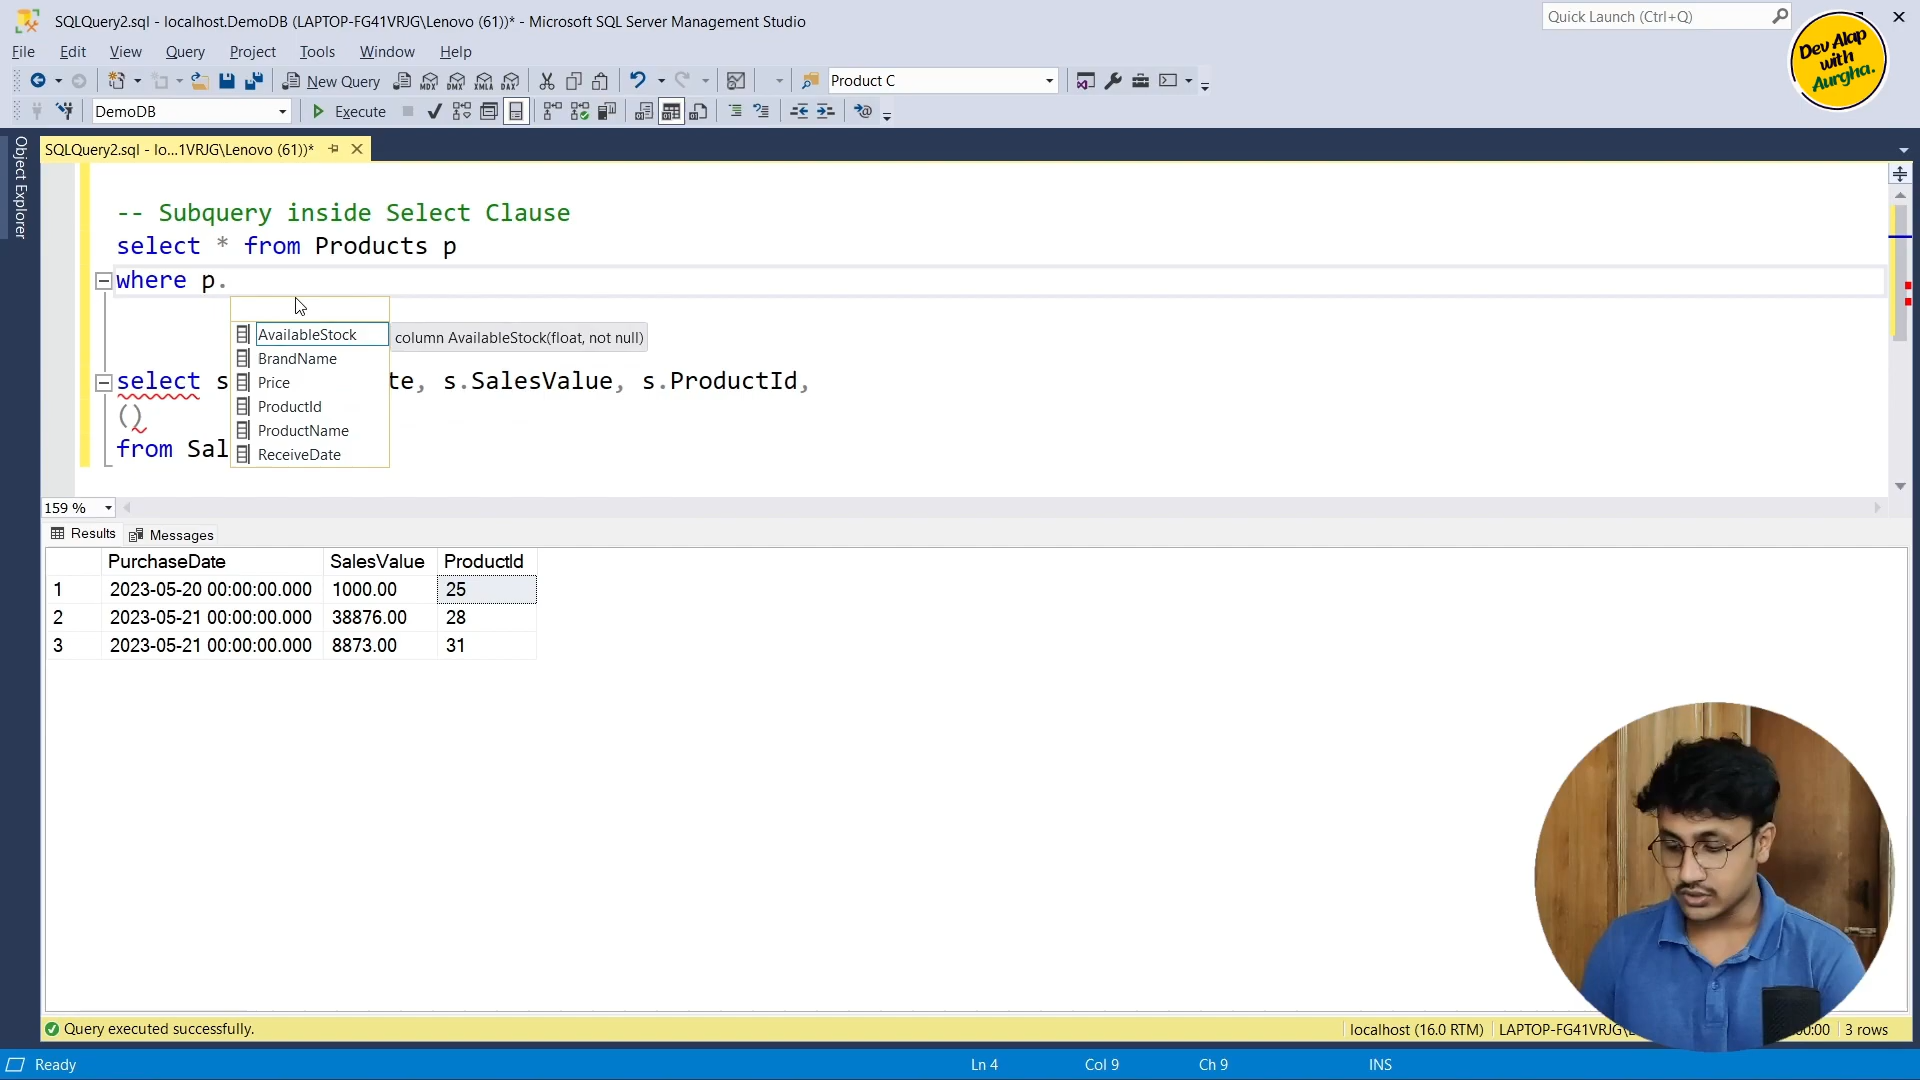 SQLQuery2.sql - localhost.DemoDB (LAPTOP-FG41VRJG\Lenovo (61))* - Microsoft SQL Server Management Studio
Quick Launch (Ctrl+Q)
Dev Alap
with
Aurgha.
File Edit View Query Project Tools Window Help
New Query
MDX DMX XMLA DAX
Product C
DemoDB
Execute
Object Explorer
SQLQuery2.sql - lo...1VRJG\Lenovo (61))*
-- Subquery inside Select Clause
select * from Products p
where p.
AvailableStock
column AvailableStock(float, not null)
BrandName
Price
ProductId
ProductName
ReceiveDate
select s te, s.SalesValue, s.ProductId,
()
from Sal
159 %
Results Messages
PurchaseDate SalesValue ProductId
1 2023-05-20 00:00:00.000 1000.00 25
2 2023-05-21 00:00:00.000 38876.00 28
3 2023-05-21 00:00:00.000 8873.00 31
Query executed successfully.
localhost (16.0 RTM) LAPTOP-FG41VRJG\ 00:00 3 rows
Ready
Ln 4 Col 9 Ch 9 INS